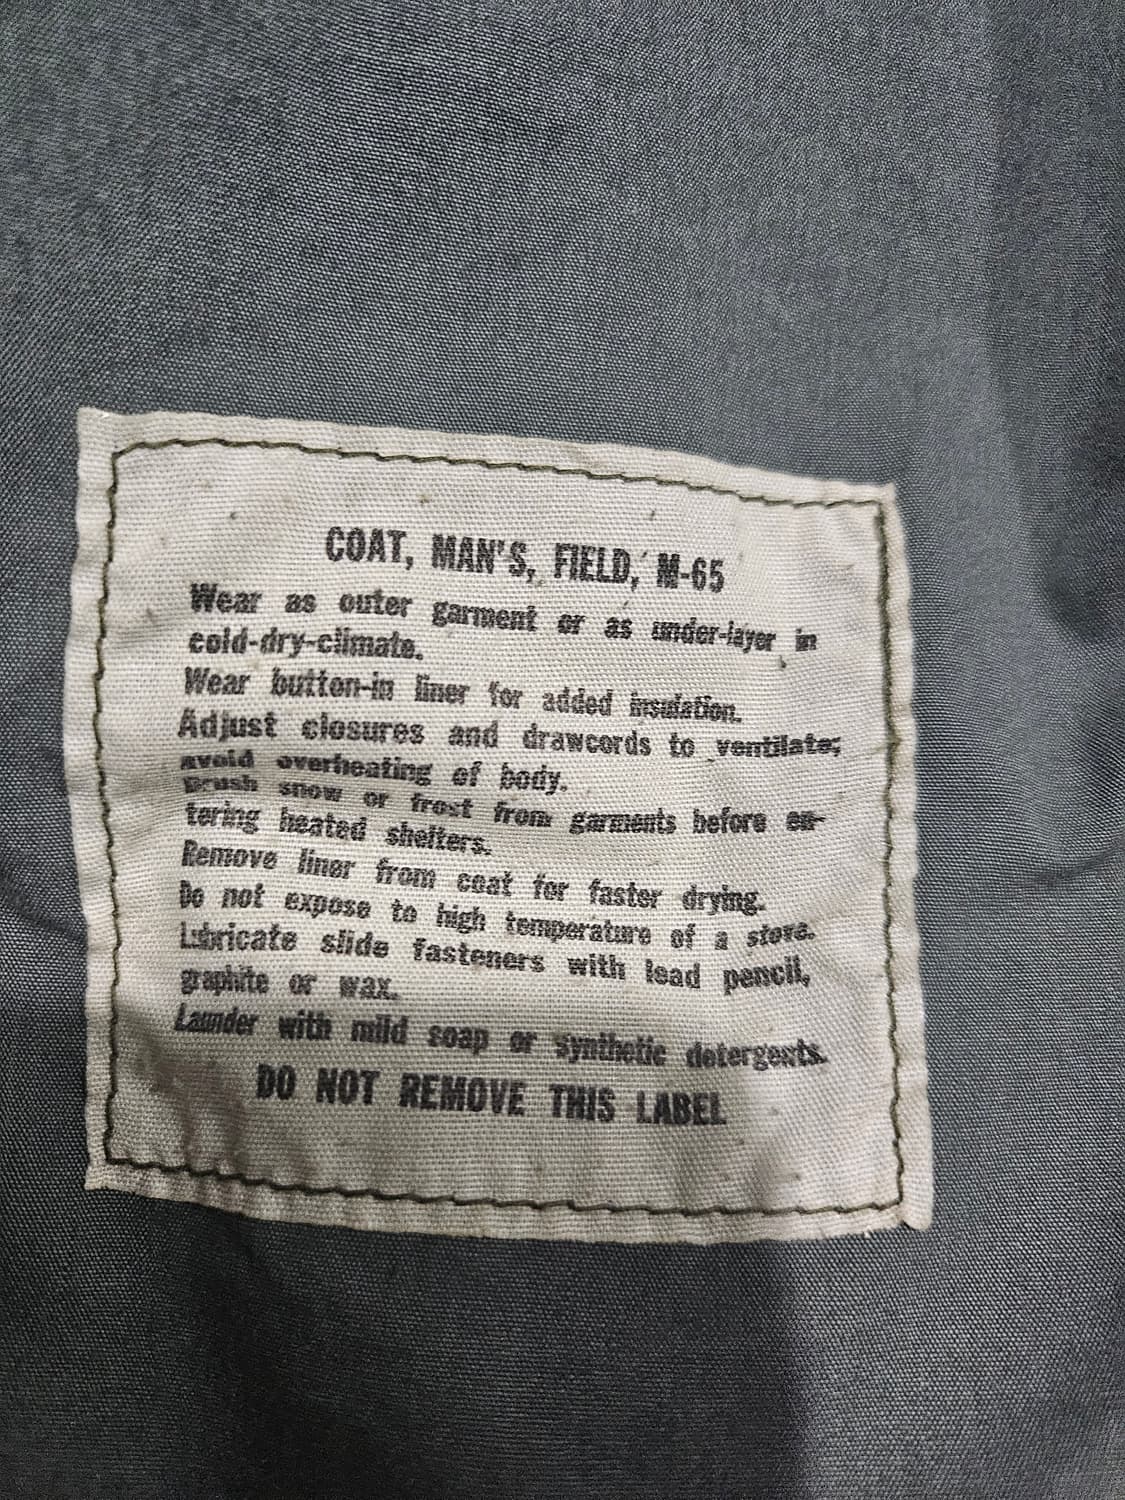 COAT, MAN'S, FIELD, M-65
Wear as outer garment or as under-layer in
cold-dry-climate.
Wear button-in liner for added insulation.
Adjust closures and drawcords to ventilate;
avoid overheating of body.
Brush snow or frost from garments before en-
tering heated shelters.
Remove liner from coat for faster drying.
Do not expose to high temperature of a stove.
Lubricate slide fasteners with lead pencil,
graphite or wax.
Launder with mild soap or synthetic detergents.
DO NOT REMOVE THIS LABEL